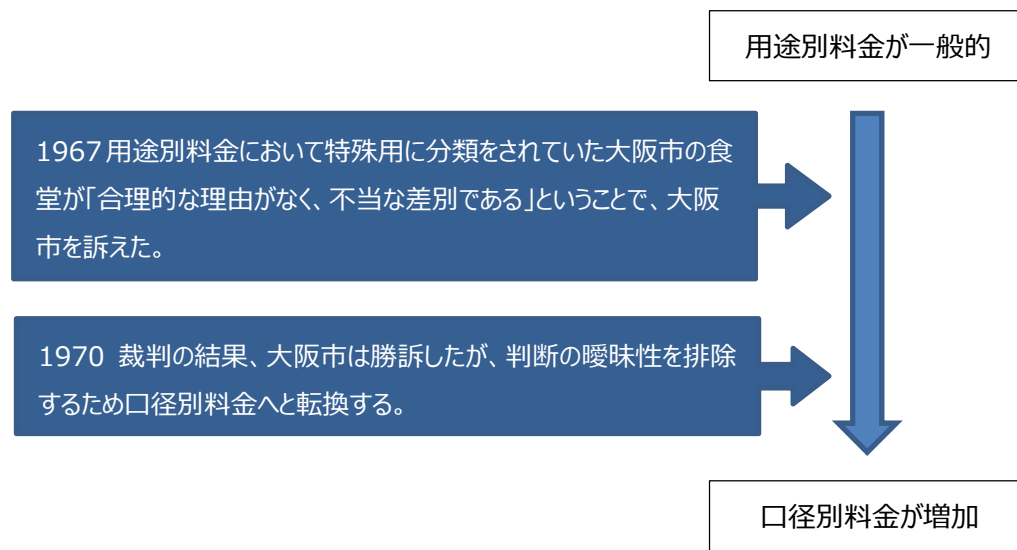 用途別料金が一般的
1967 用途別料金において特殊用に分類をされていた大阪市の食
堂が「合理的な理由がなく、不当な差別である」ということで、大阪
市を訴えた。
1970 裁判の結果、大阪市は勝訴したが、判断の曖昧性を排除
するため口径別料金へと転換する。
口径別料金が増加